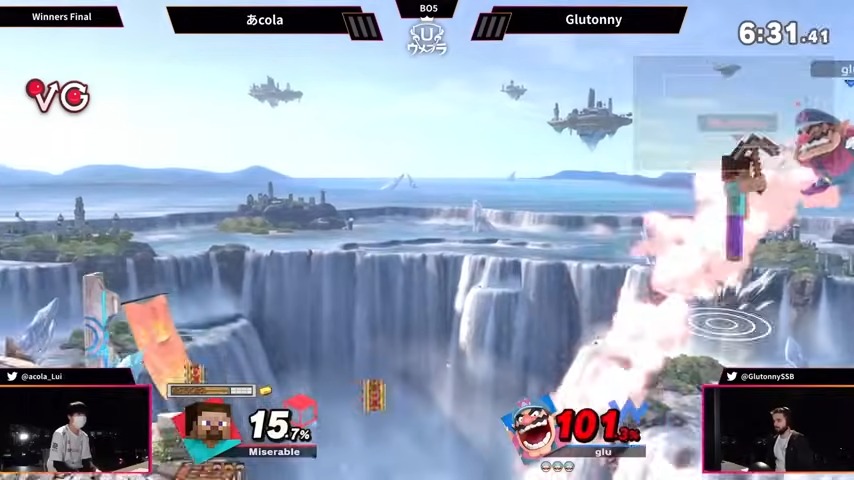 Winners Final
あcola
BO5
Glutonny
U
ウメブラ
6:31.41
VG
gl
@acola_Lui
@GlutonnySSB
15.7%
Miserable
101.3%
glu